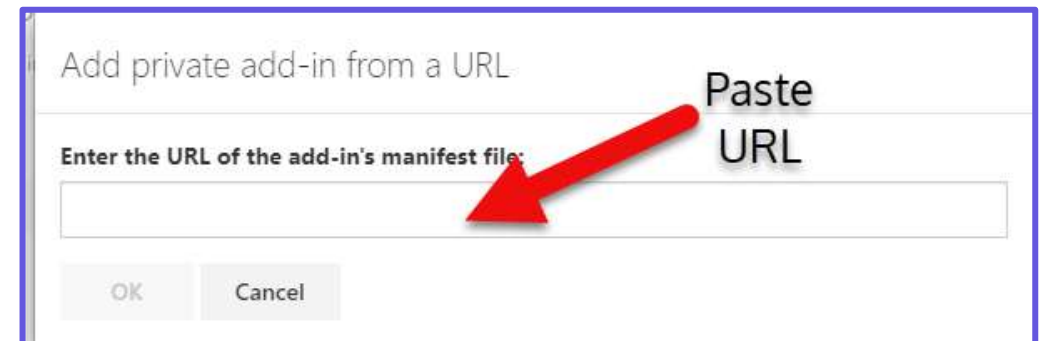 Add private add-in from a URL
Paste
URL
Enter the URL of the add-in's manifest file:
OK
Cancel